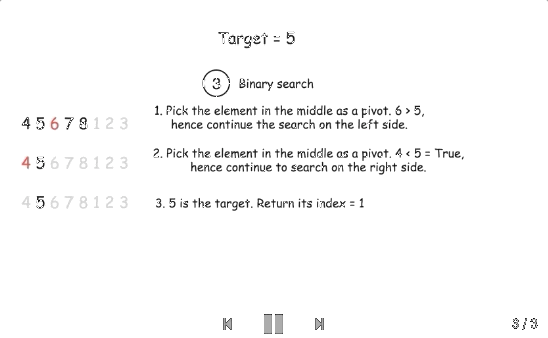 Target = 5
3 Binary search
1. Pick the element in the middle as a pivot. 6 > 5,
hence continue the search on the left side.
4 5 6 7 8 1 2 3
2. Pick the element in the middle as a pivot. 4 < 5 = True,
hence continue to search on the right side.
4 5 6 7 8 1 2 3
4 5 6 7 8 1 2 3
3. 5 is the target. Return its index = 1
3 / 3